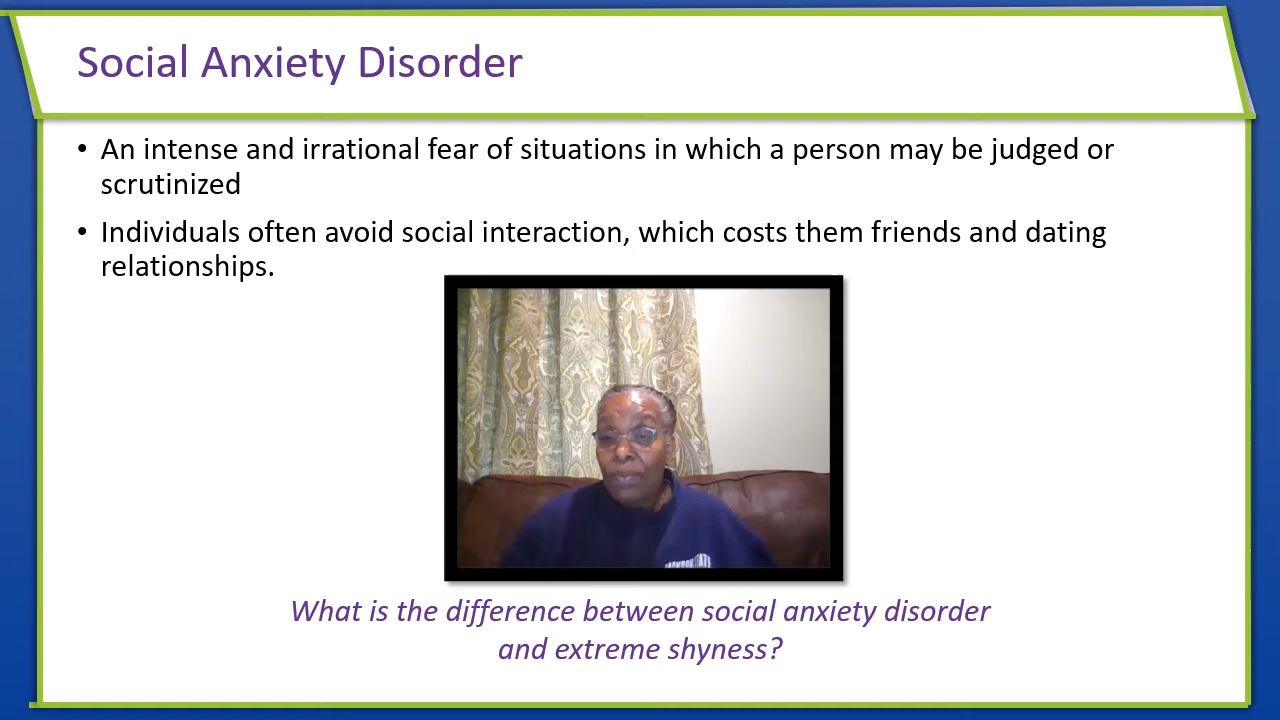 Social Anxiety Disorder
• An intense and irrational fear of situations in which a person may be judged or
scrutinized
• Individuals often avoid social interaction, which costs them friends and dating
relationships.
JACKSON STATE
What is the difference between social anxiety disorder
and extreme shyness?